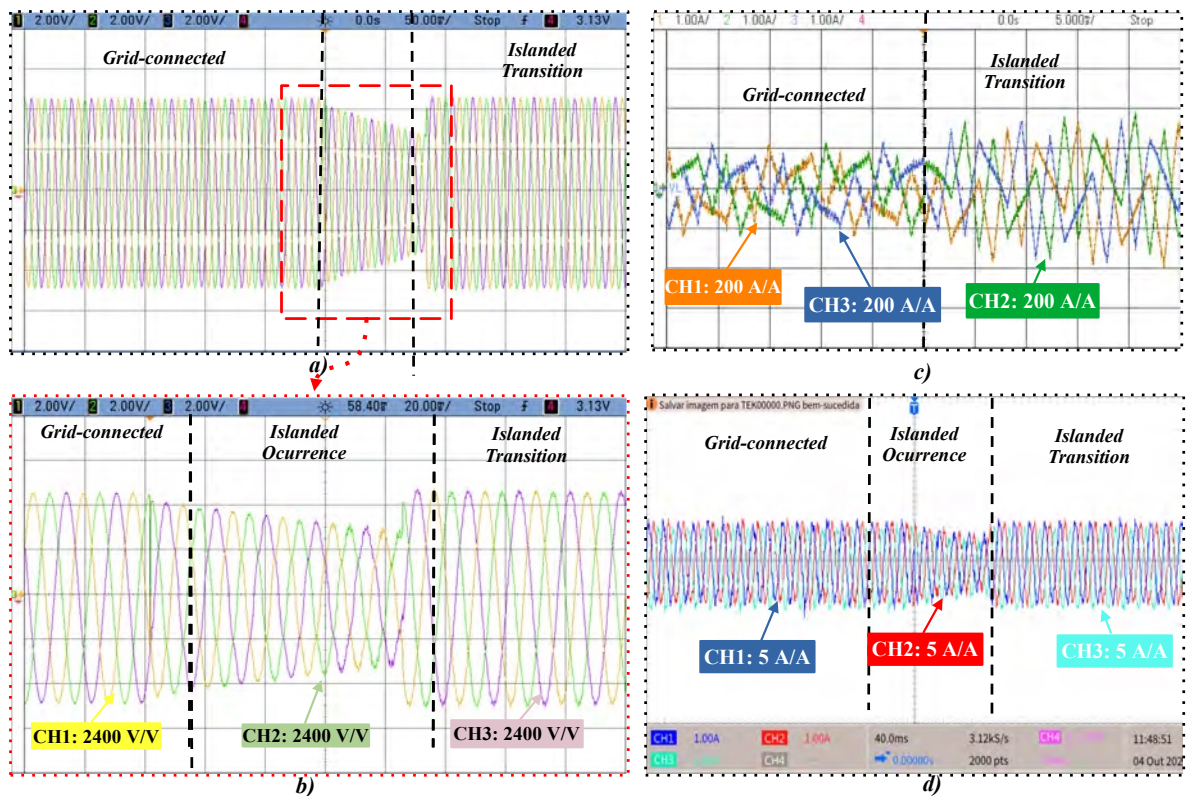 1 2.00V/ 2 2.00V/ 3 2.00V/ 4 0.0s 50.00▼/ Stop 4 3.13V
Grid-connected
Islanded
Transition
a)
1 2.00V/ 2 2.00V/ 3 2.00V/ 4 58.40▼ 20.00▼/ Stop 4 3.13V
Grid-connected
Islanded
Ocurrence
Islanded
Transition
CH1: 2400 V/V
CH2: 2400 V/V
CH3: 2400 V/V
b)
1 1.00A/ 2 1.00A/ 3 1.00A/ 4 0.0s 5.000▼/ Stop
Grid-connected
Islanded
Transition
CH1: 200 A/A
CH3: 200 A/A
CH2: 200 A/A
c)
Salvar imagem para TEK00000.PNG bem-sucedida
T
Grid-connected
Islanded
Ocurrence
Islanded
Transition
CH1: 5 A/A
CH2: 5 A/A
CH3: 5 A/A
CH1 1.00A CH2 1.00A 40.0ms 3.12kS/s CH4 11:48:51
CH3 CH4 0.00000s 2000 pts 04 Out 202
d)